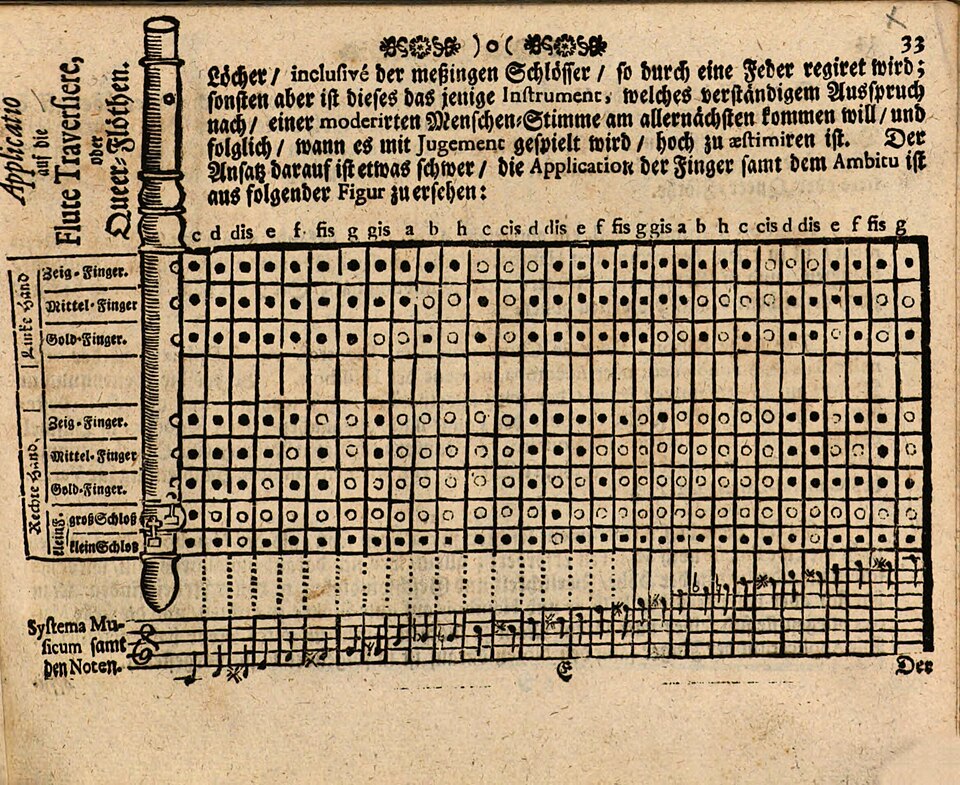 33
Löcher / inclusivé der meßingen Schlösser / so durch eine Feder regiret wird;
sonsten aber ist dieses das jenige Instrument, welches verständigem Ausspruch
nach / einer moderirten Menschen-Stimme am allernächsten kommen will / und
folglich / wann es mit Jugement gespielt wird / hoch zu æstimiren ist. Der
Ansatz darauf ist etwas schwer / die Application der Finger samt dem Ambitu ist
aus folgender Figur zu ersehen:
Applicatio
auf die
Flute Traversiere,
oder
Queer-Flöthen.
c d dis e f fis g gis a b h c cis d dis e f fis g gis a b h c cis d dis e f fis g
Lincke Hand
Zeig-Finger.
Mittel-Finger
Gold-Finger.
Rechte Hand.
Zeig-Finger.
Mittel-Finger
Gold-Finger.
groß Schloß
klein Schloß
Systema Mu-
sicum samt
den Noten.
E
Der